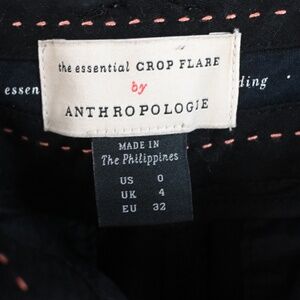 the essential CROP FLARE
by
ANTHROPOLOGIE
essen
ding
MADE IN
The Philippines
US 0
UK 4
EU 32